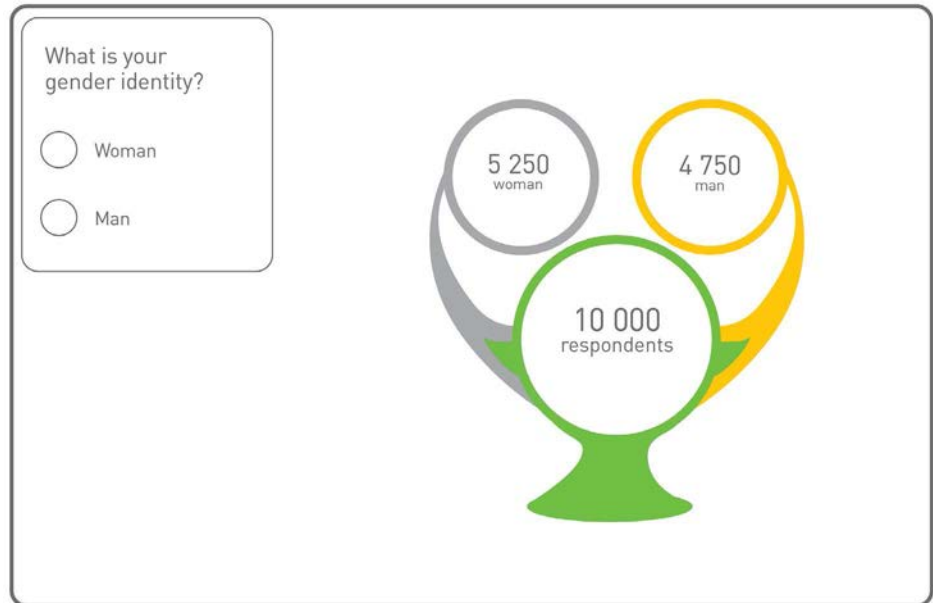 What is your
gender identity?
Woman
Man
5 250
woman
4 750
man
10 000
respondents